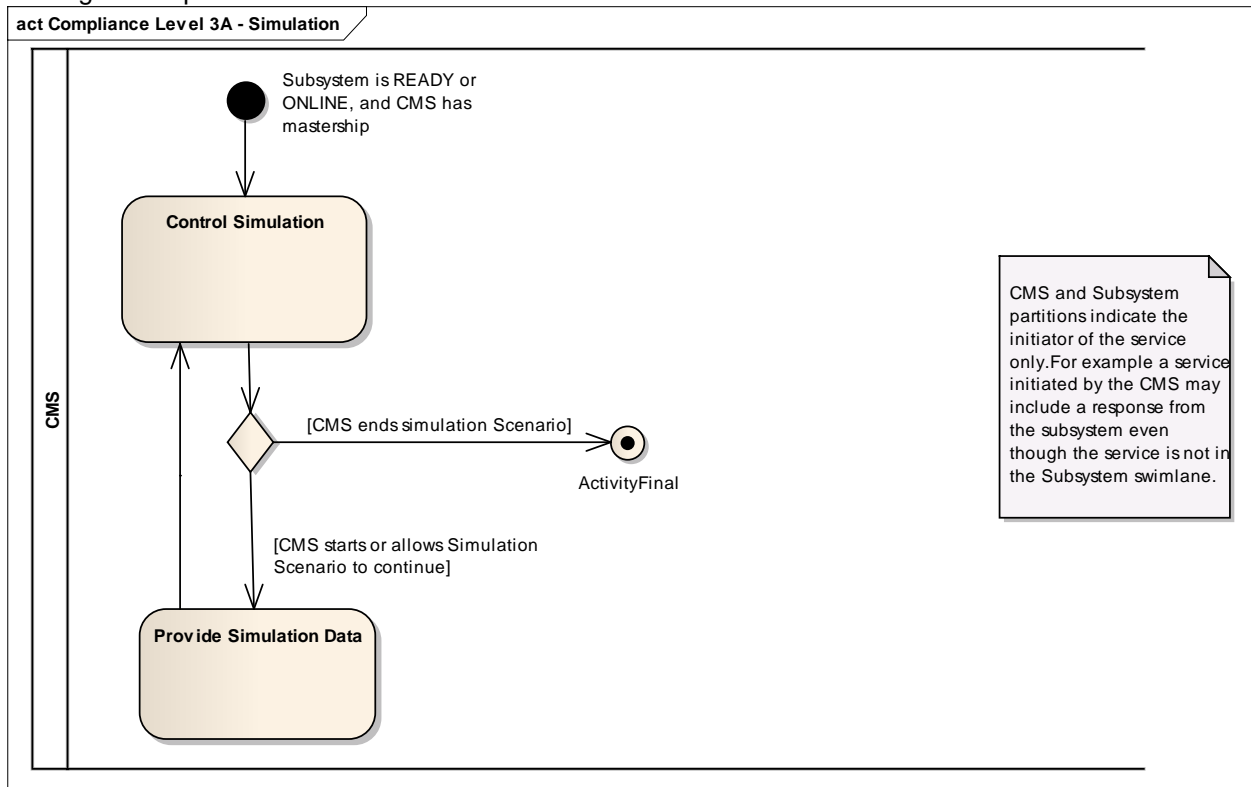 act Compliance Level 3A - Simulation
Subsystem is READY or
ONLINE, and CMS has
mastership
Control Simulation
CMS
[CMS ends simulation Scenario]
ActivityFinal
[CMS starts or allows Simulation
Scenario to continue]
Provide Simulation Data
CMS and Subsystem
partitions indicate the
initiator of the service
only.For example a service
initiated by the CMS may
include a response from
the subsystem even
though the service is not in
the Subsystem swimlane.